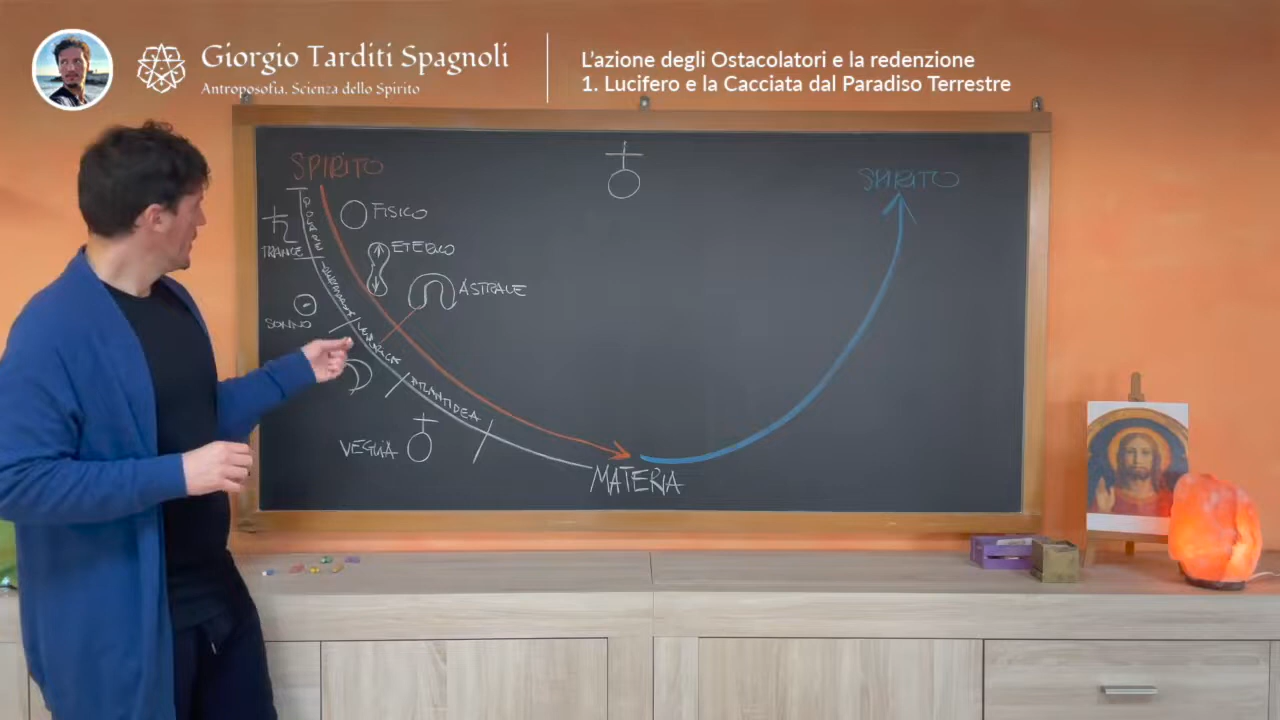 Giorgio Tarditi Spagnoli
Antroposofia, Scienza dello Spirito
L'azione degli Ostacolatori e la redenzione
1. Lucifero e la Cacciata dal Paradiso Terrestre
SPIRITO
SPIRITO
FISICO
TRANCE
ETERICO
ASTRALE
SONNO
ATLANTIDEA
VEGLIA
MATERIA